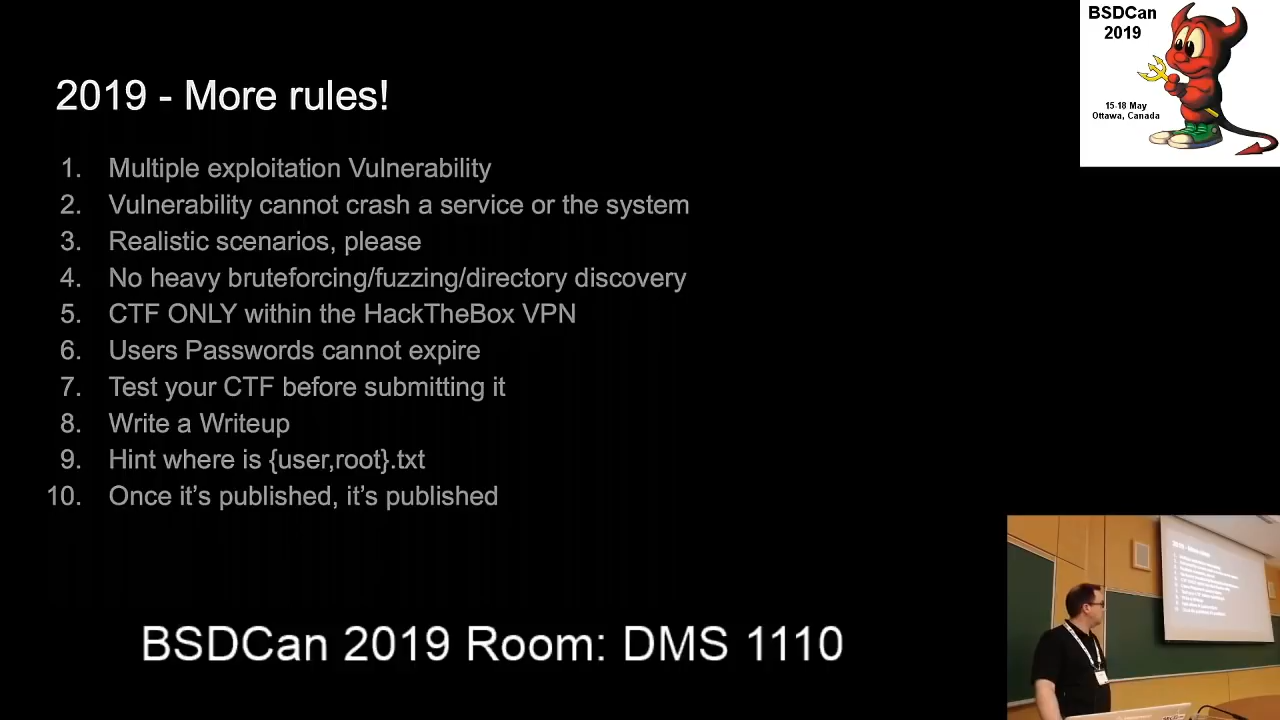 BSDCan
2019
15-18 May
Ottawa, Canada
2019 - More rules!
1. Multiple exploitation Vulnerability
2. Vulnerability cannot crash a service or the system
3. Realistic scenarios, please
4. No heavy bruteforcing/fuzzing/directory discovery
5. CTF ONLY within the HackTheBox VPN
6. Users Passwords cannot expire
7. Test your CTF before submitting it
8. Write a Writeup
9. Hint where is {user,root}.txt
10. Once it’s published, it’s published
BSDCan 2019 Room: DMS 1110